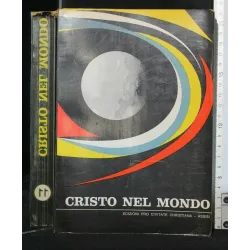 CRISTO NEL MONDO
11
CRISTO NEL MONDO
EDIZIONI PRO CIVITATE CHRISTIANA - ASSISI